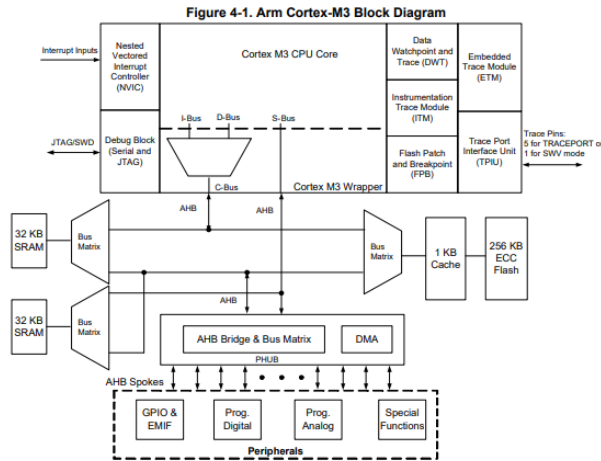 Figure 4-1. Arm Cortex-M3 Block Diagram
Interrupt Inputs
Nested
Vectored
Interrupt
Controller
(NVIC)
Cortex M3 CPU Core
Data
Watchpoint and
Trace (DWT)
Embedded
Trace Module
(ETM)
Instrumentation
Trace Module
(ITM)
JTAG/SWD
Debug Block
(Serial and
JTAG)
I-Bus
D-Bus
S-Bus
C-Bus
Cortex M3 Wrapper
Flash Patch
and Breakpoint
(FPB)
Trace Port
Interface Unit
(TPIU)
Trace Pins:
5 for TRACEPORT or
1 for SWV mode
AHB
AHB
32 KB
SRAM
Bus
Matrix
Bus
Matrix
1 KB
Cache
256 KB
ECC
Flash
AHB
32 KB
SRAM
Bus
Matrix
AHB Bridge & Bus Matrix
DMA
PHUB
AHB Spokes
GPIO &
EMIF
Prog.
Digital
Prog.
Analog
Special
Functions
Peripherals